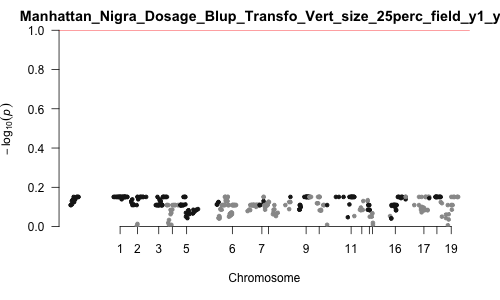 Manhattan_Nigra_Dosage_Blup_Transfo_Vert_size_25perc_field_y1_y
1.0
0.8
0.6
0.4
0.2
0.0
− log10(p)
1 2 3 5 6 7 9 11 16 17 19
Chromosome